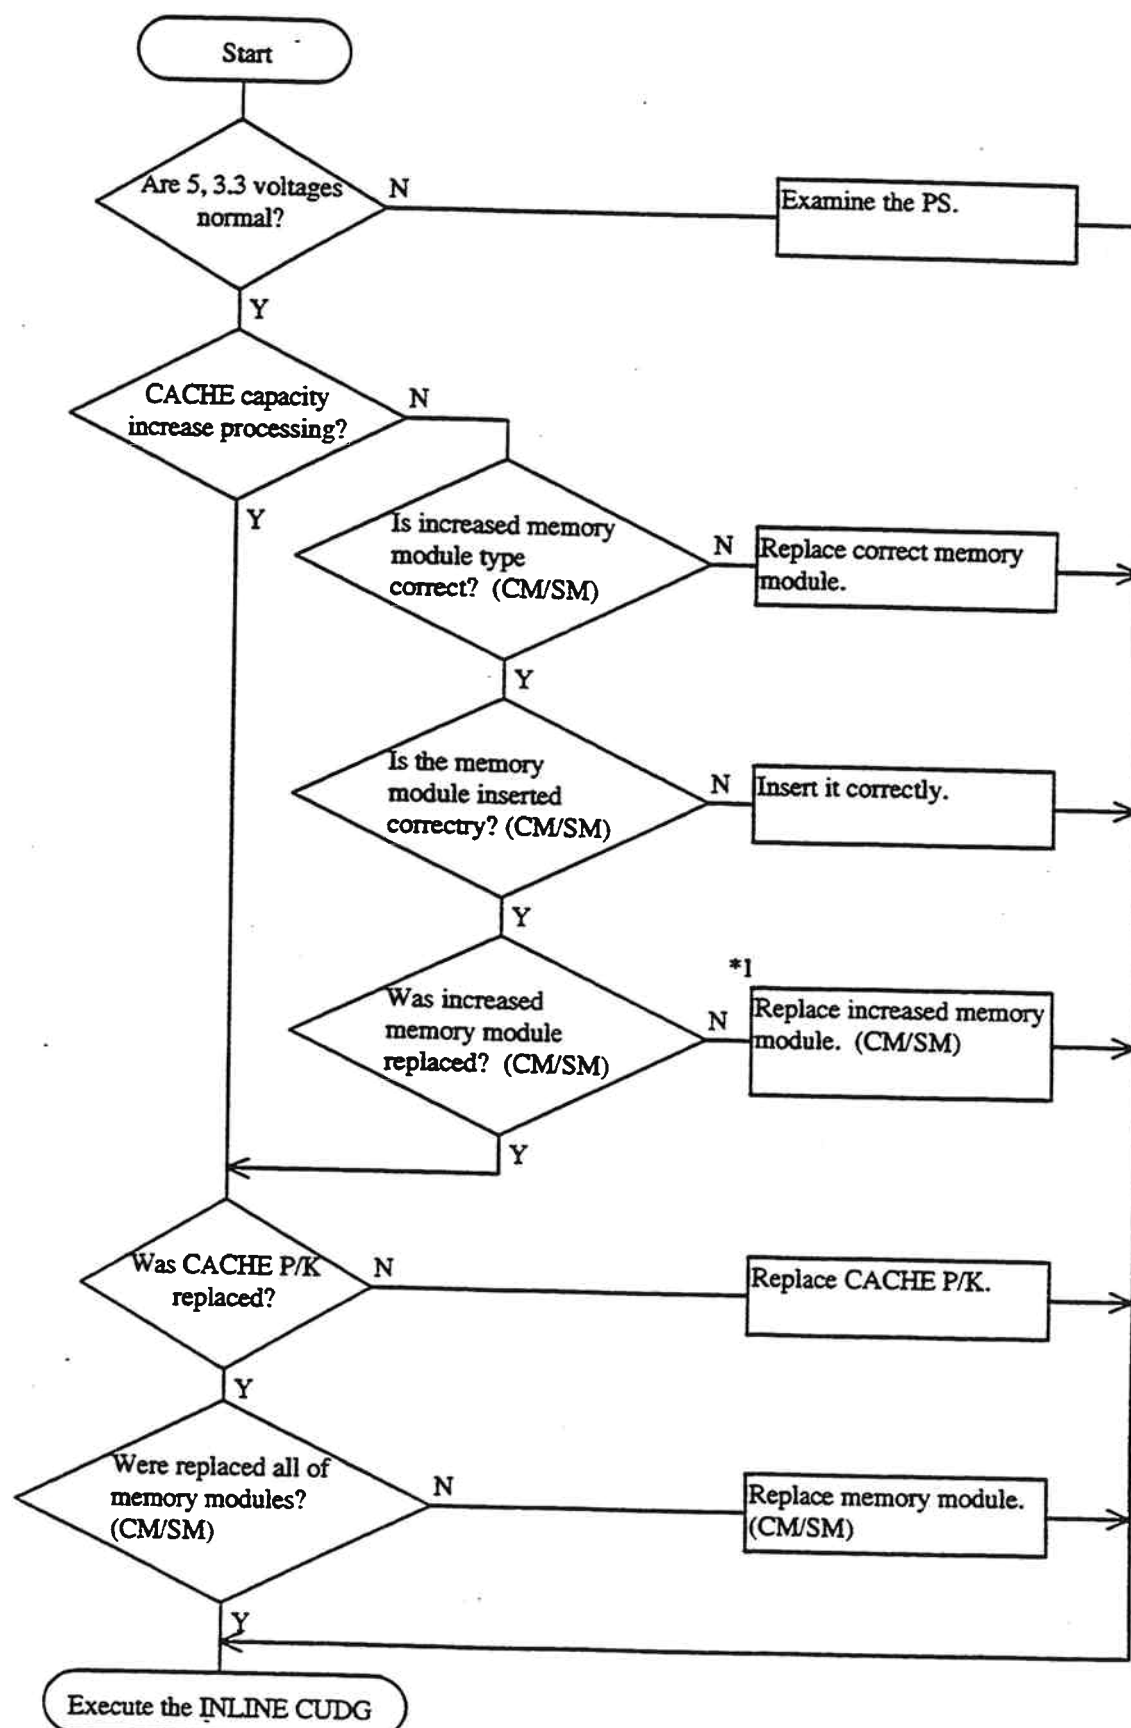 Start
Are 5, 3.3 voltages
normal?
N
Examine the PS.
Y
CACHE capacity
increase processing?
N
Y
Is increased memory
module type
correct? (CM/SM)
N
Replace correct memory
module.
Y
Is the memory
module inserted
correctry? (CM/SM)
N
Insert it correctly.
Y
Was increased
memory module
replaced? (CM/SM)
N
*1
Replace increased memory
module. (CM/SM)
Y
Was CACHE P/K
replaced?
N
Replace CACHE P/K.
Y
Were replaced all of
memory modules?
(CM/SM)
N
Replace memory module.
(CM/SM)
Y
Execute the INLINE CUDG